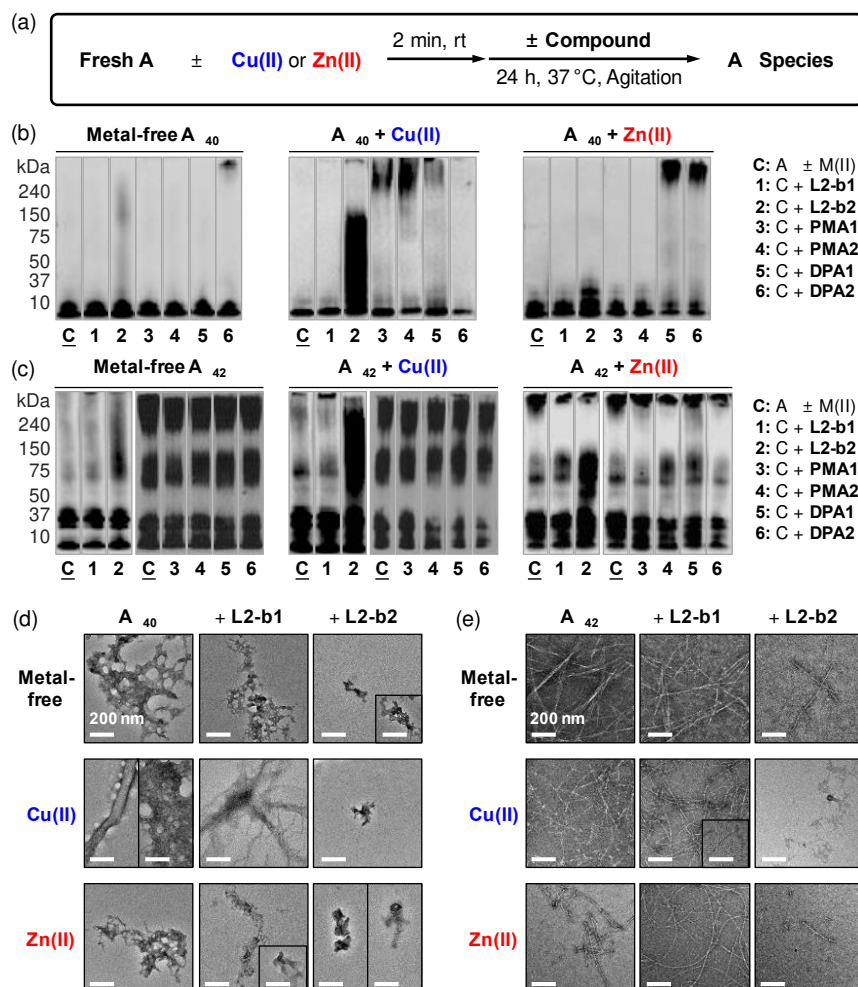 (a)
Fresh A ± Cu(II) or Zn(II) 2 min, rt ± Compound 24 h, 37 °C, Agitation A Species
(b)
Metal-free A 40
A 40 + Cu(II)
A 40 + Zn(II)
kDa
240
150
75
50
37
10
C 1 2 3 4 5 6
C 1 2 3 4 5 6
C 1 2 3 4 5 6
C: A ± M(II)
1: C + L2-b1
2: C + L2-b2
3: C + PMA1
4: C + PMA2
5: C + DPA1
6: C + DPA2
(c)
Metal-free A 42
A 42 + Cu(II)
A 42 + Zn(II)
kDa
240
150
75
50
37
10
C 1 2 C 3 4 5 6
C 1 2 C 3 4 5 6
C 1 2 C 3 4 5 6
C: A ± M(II)
1: C + L2-b1
2: C + L2-b2
3: C + PMA1
4: C + PMA2
5: C + DPA1
6: C + DPA2
(d)
A 40 + L2-b1 + L2-b2
Metal-
free
200 nm
Cu(II)
Zn(II)
(e)
A 42 + L2-b1 + L2-b2
Metal-
free
200 nm
Cu(II)
Zn(II)